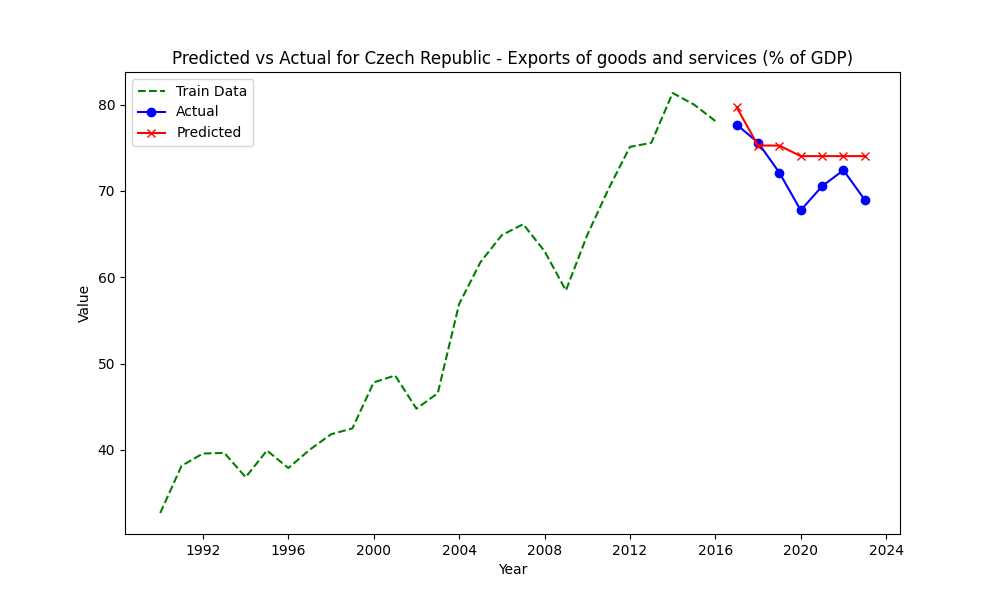 Predicted vs Actual for Czech Republic - Exports of goods and services (% of GDP)
Train Data
Actual
Predicted
80
70
60
50
40
Value
1992 1996 2000 2004 2008 2012 2016 2020 2024
Year